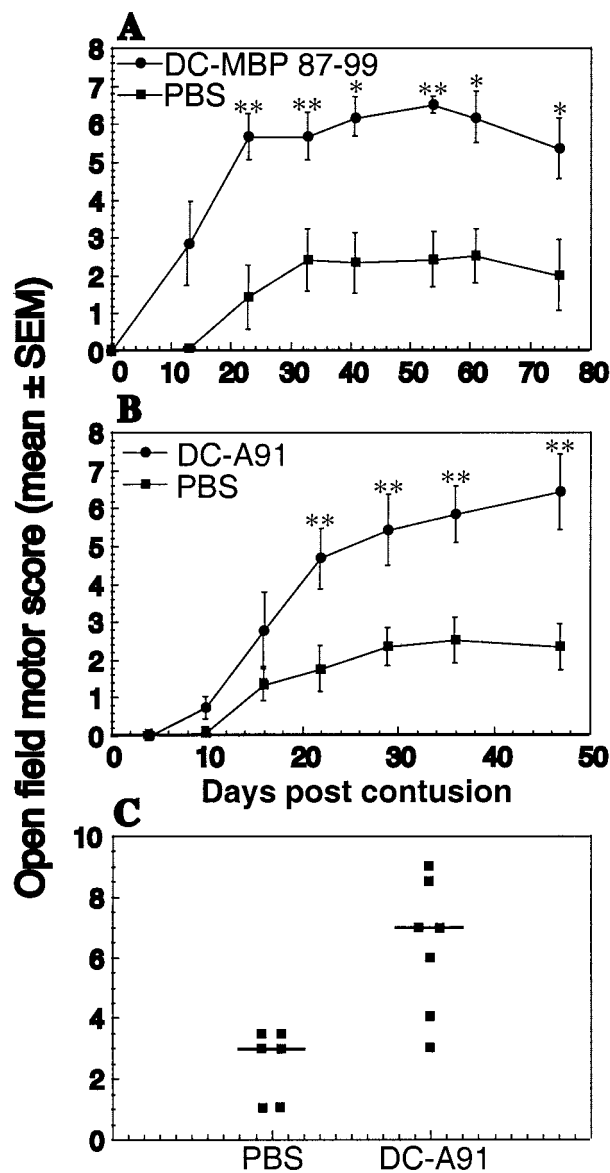 Open field motor score (mean ± SEM)
A
8
7
6
5
4
3
2
1
0
DC-MBP 87-99
PBS
** ** * ** * *
0 10 20 30 40 50 60 70 80
B
8
7
6
5
4
3
2
1
0
DC-A91
PBS
** ** ** **
0 10 20 30 40 50
Days post contusion
C
10
8
6
4
2
0
PBS DC-A91